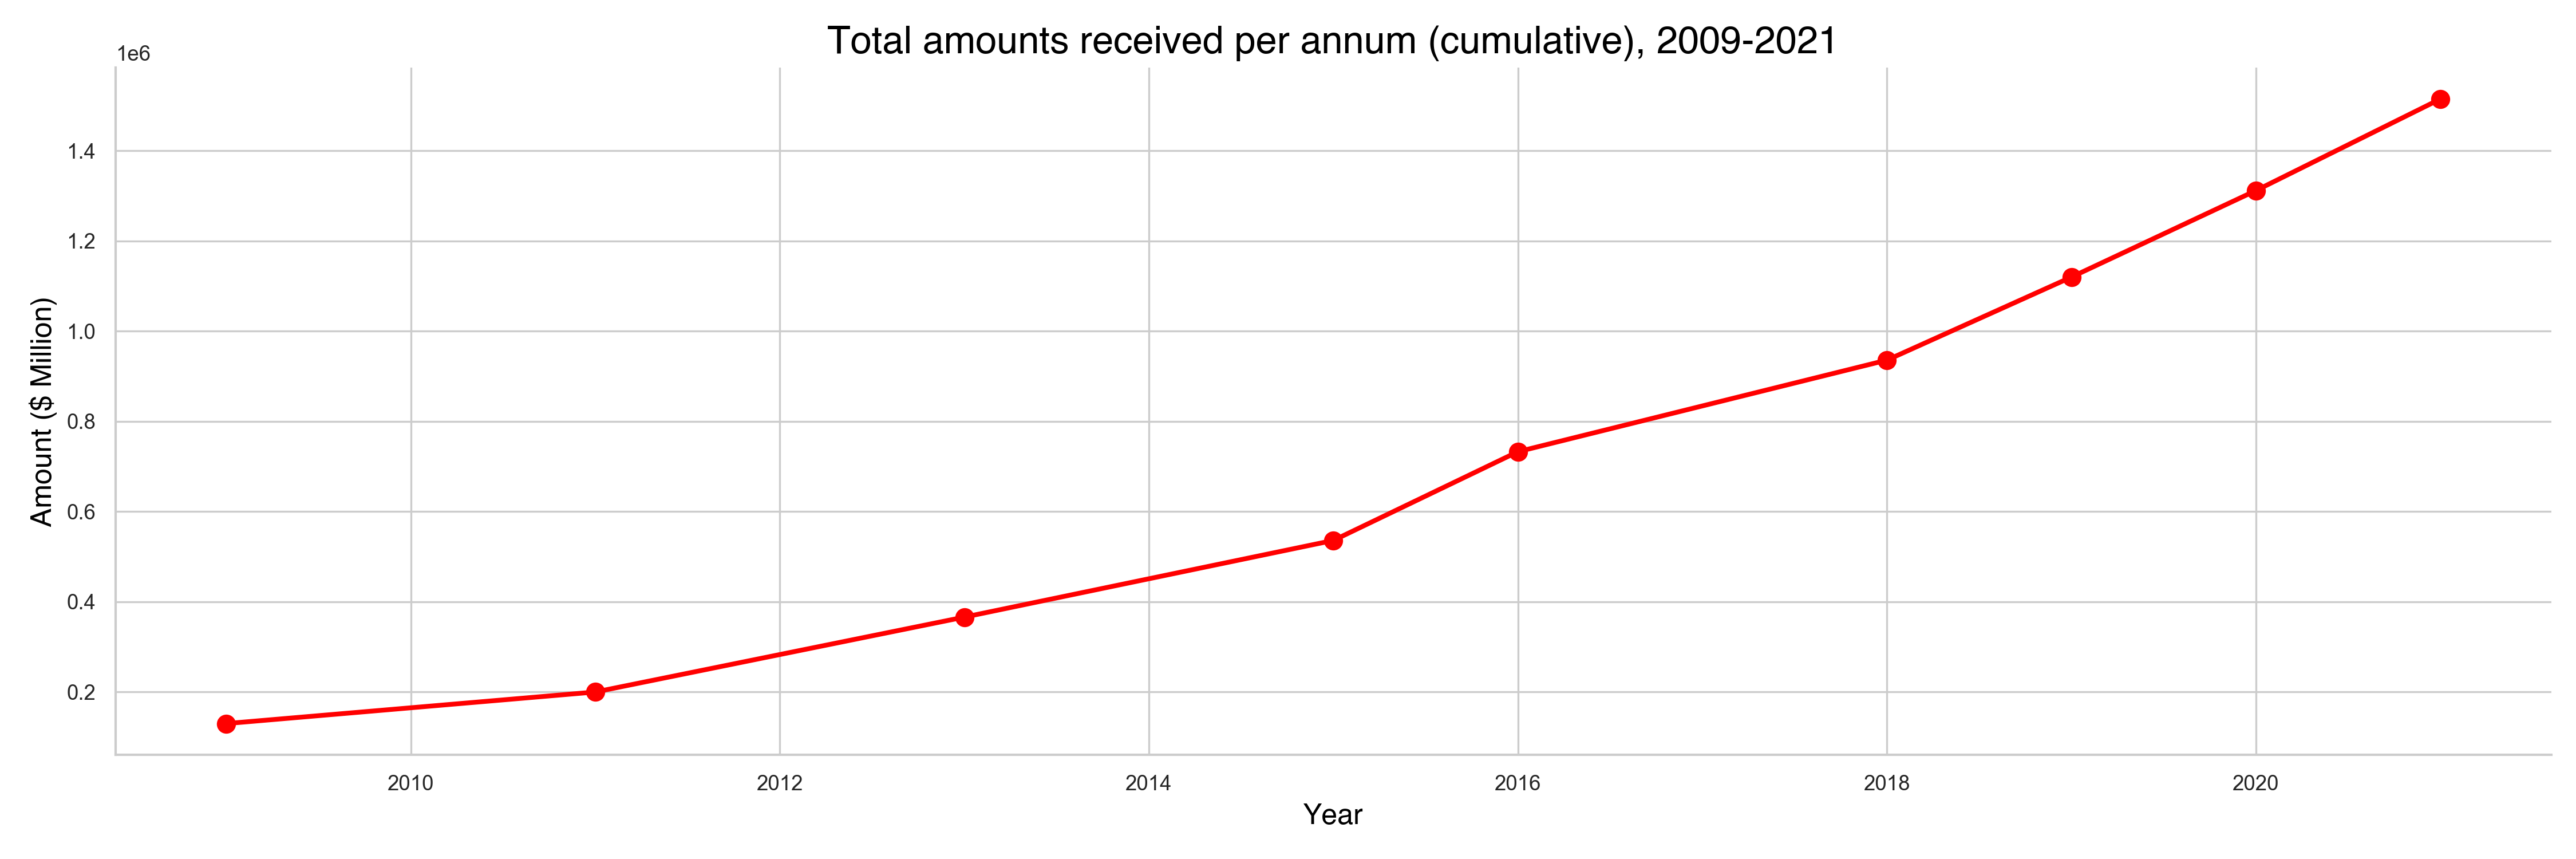 Total amounts received per annum (cumulative), 2009-2021
1e6
1.4
1.2
1.0
0.8
0.6
0.4
0.2
Amount ($ Million)
2010 2012 2014 2016 2018 2020
Year